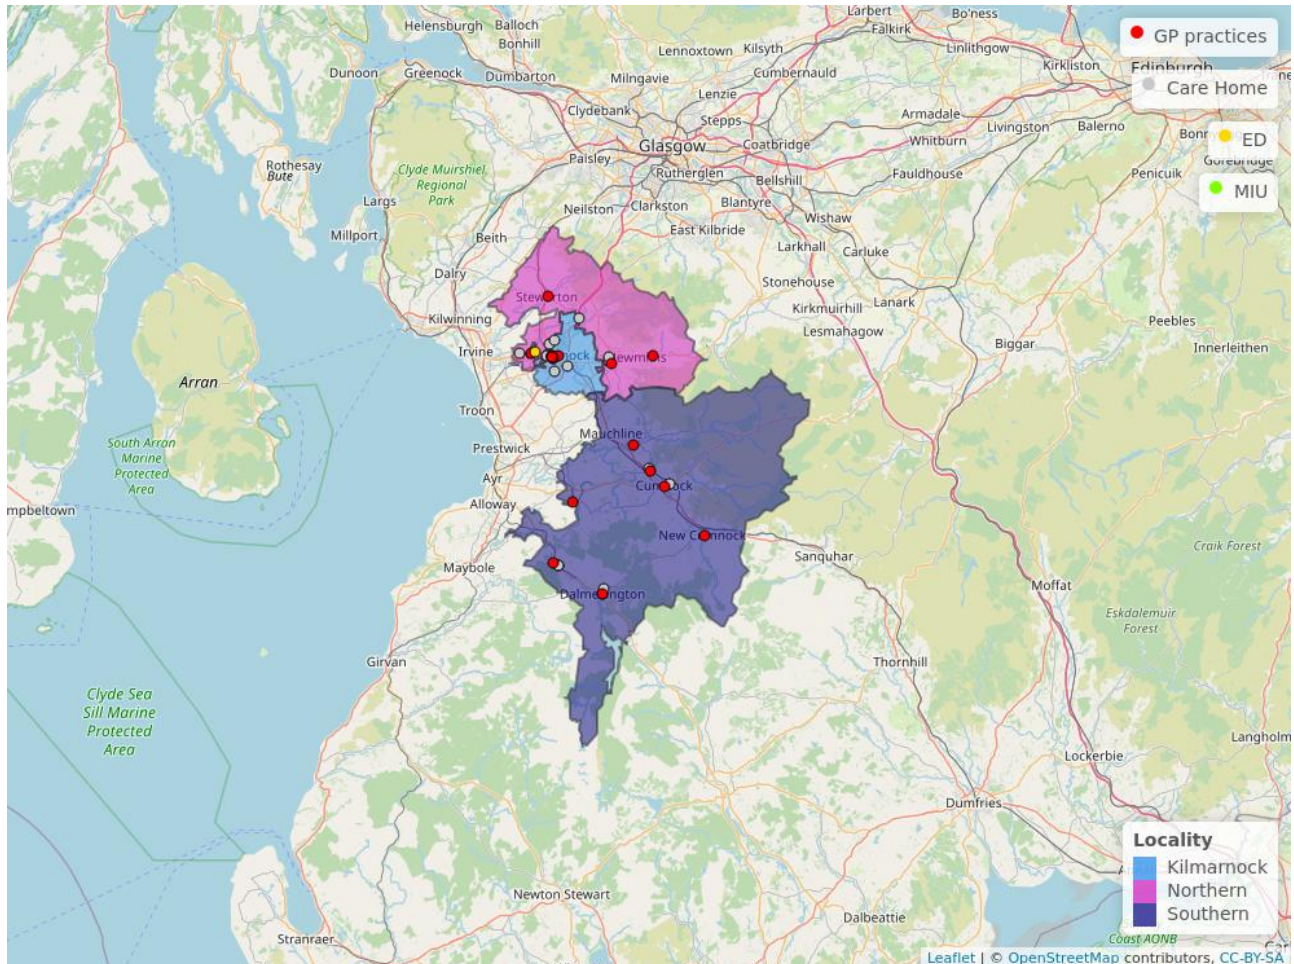 Helensburgh
Balloch
Bonhill
Larbert
Falkirk
Bo'ness
Linlithgow
GP practices
Dunoon
Greenock
Dumbarton
Lennoxtown
Kilsyth
Milngavie
Cumbernauld
Kirkliston
Edinburgh
Care Home
Lenzie
Clydebank
Stepps
Armadale
Livingston
Balerno
ED
Glasgow
Coatbridge
Whitburn
Rothesay
Bute
Clyde Muirshiel
Regional
Park
Paisley
Rutherglen
Bellshill
Fauldhouse
Penicuik
Gorebridge
MIU
Largs
Neilston
Clarkston
Blantyre
Millport
Beith
East Kilbride
Wishaw
Larkhall
Carluke
Dalry
Stonehouse
Kirkmuirhill
Lanark
Kilwinning
Lesmahagow
Peebles
Irvine
Biggar
Innerleithen
Arran
Troon
South Arran
Marine
Protected
Area
Mauchline
Prestwick
Ayr
Alloway
mpbeltown
Sanquhar
Craik Forest
Maybole
Moffat
Eskdalemuir
Forest
Girvan
Thornhill
Clyde Sea
Sill Marine
Protected
Area
Langholm
Lockerbie
Dumfries
Locality
Kilmarnock
Northern
Southern
Newton Stewart
Dalbeattie
Stranraer
Coast AONB
Leaflet | © OpenStreetMap contributors, CC-BY-SA